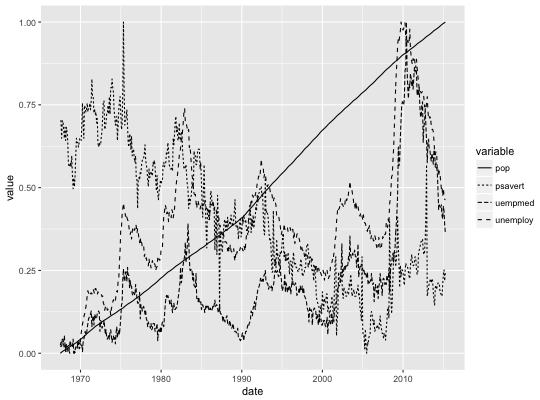 1.00
0.75
0.50
0.25
0.00
value
1970
1980
1990
2000
2010
date
variable
pop
psavert
uempmed
unemploy